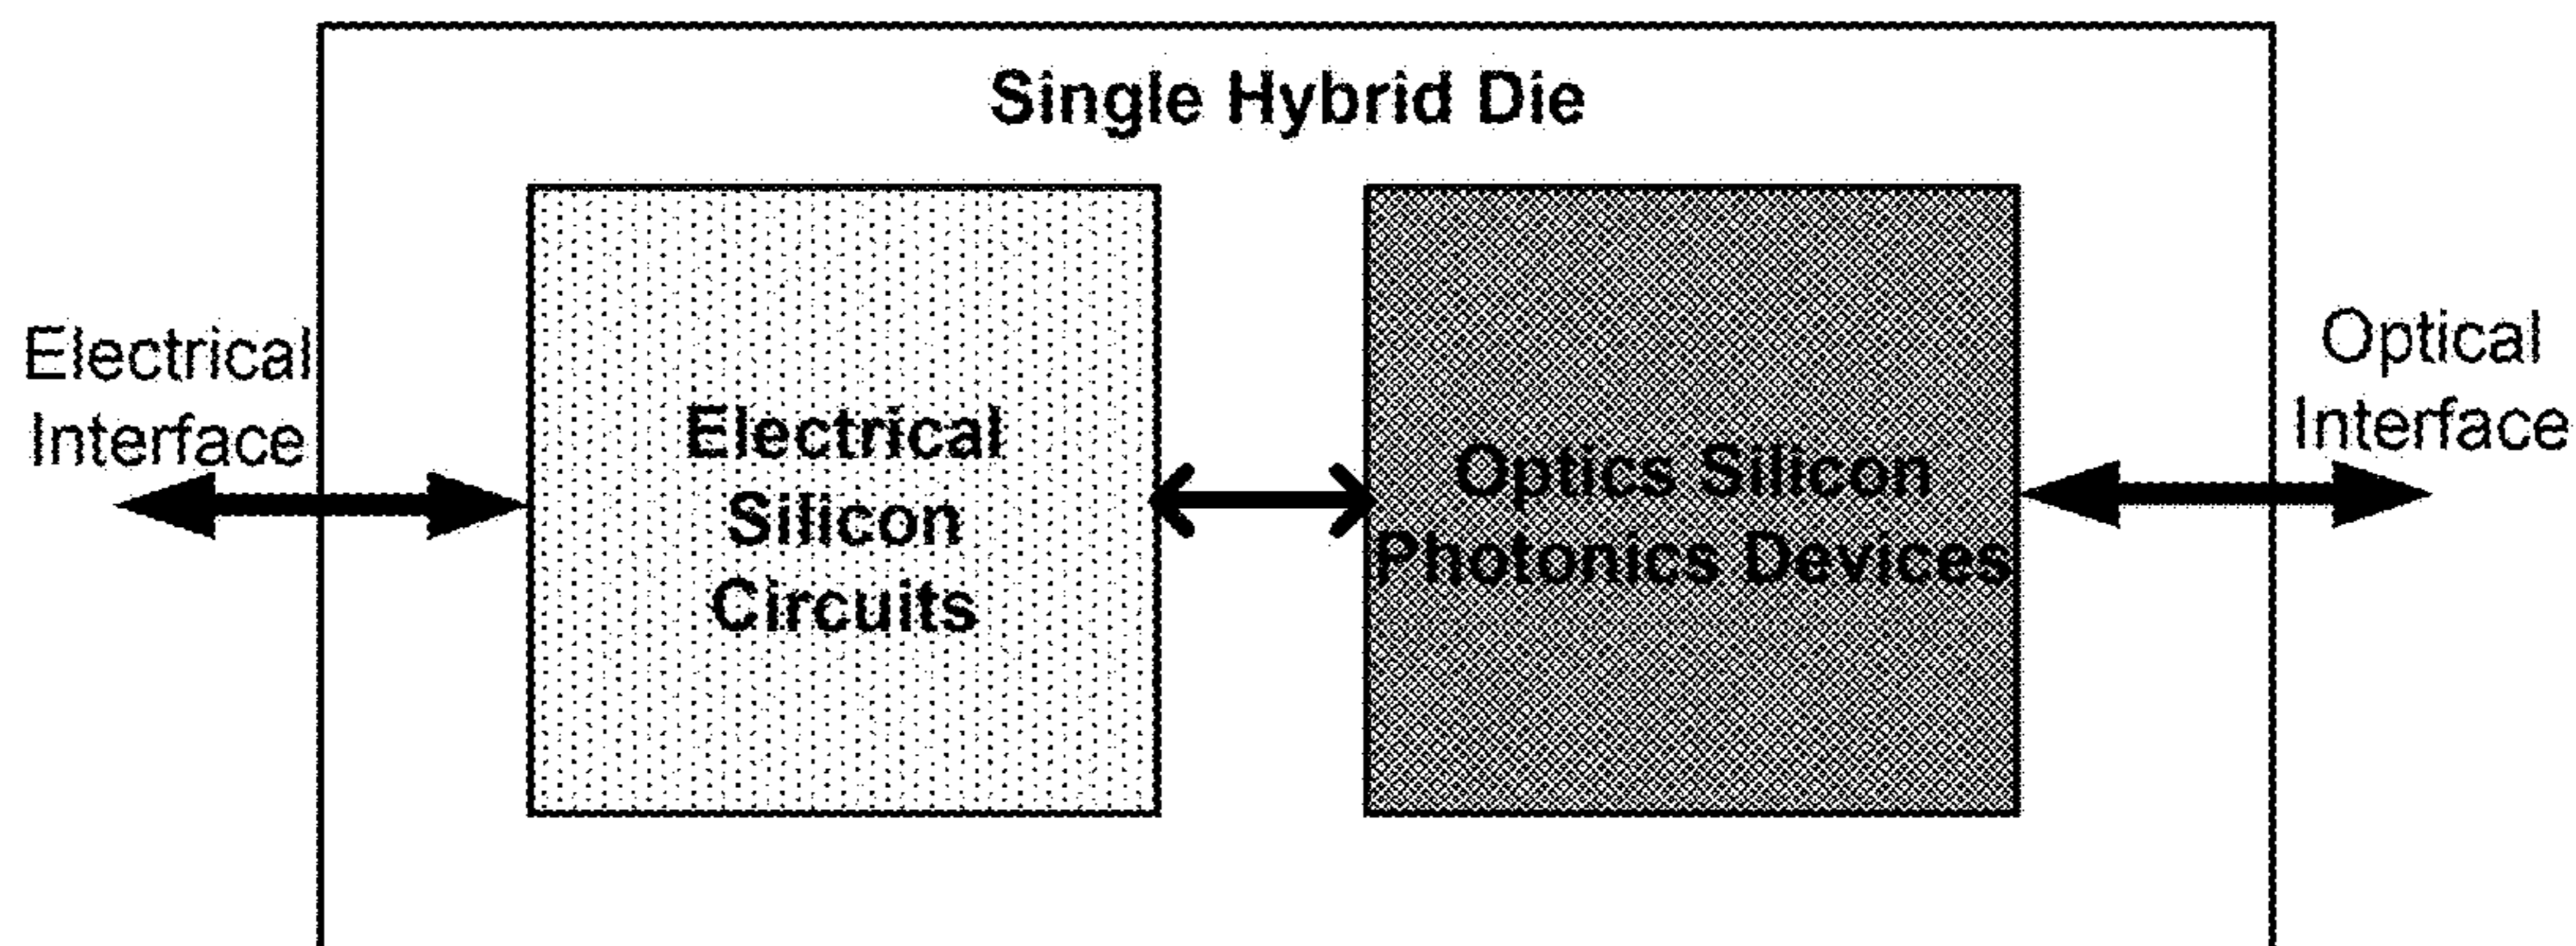 Single Hybrid Die
Electrical
Interface
Electrical
Silicon
Circuits
Optics Silicon
Photonics Devices
Optical
Interface